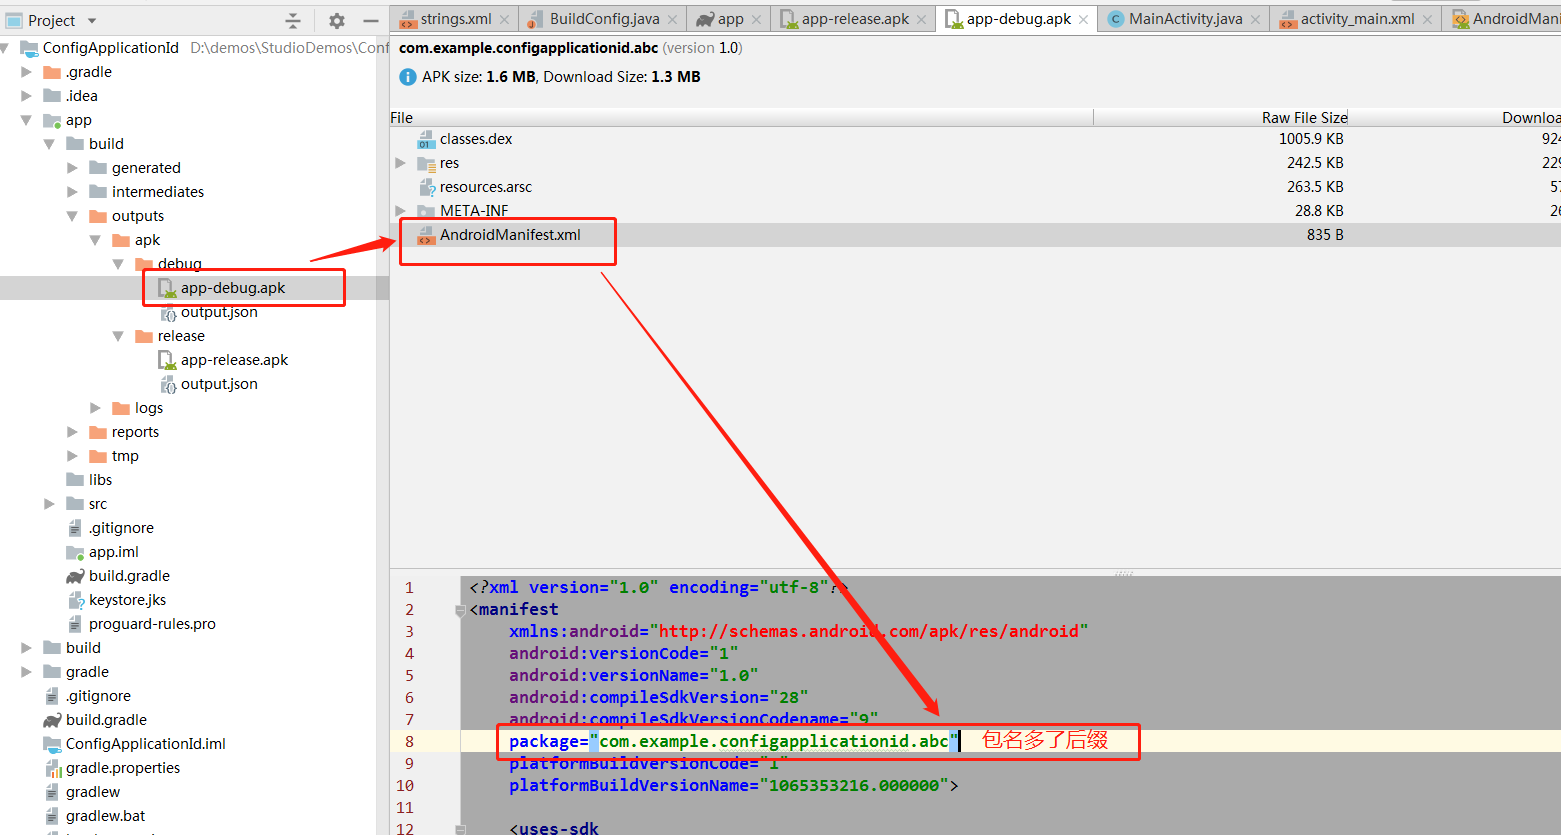 Project
strings.xml
BuildConfig.java
app
app-release.apk
app-debug.apk
MainActivity.java
activity_main.xml
AndroidMani
ConfigApplicationId D:\demos\StudioDemos\Conf
.gradle
.idea
app
build
generated
intermediates
outputs
apk
debug
app-debug.apk
output.json
release
app-release.apk
output.json
logs
reports
tmp
libs
src
.gitignore
app.iml
build.gradle
keystore.jks
proguard-rules.pro
build
gradle
.gitignore
build.gradle
ConfigApplicationId.iml
gradle.properties
gradlew
gradlew.bat
com.example.configapplicationid.abc (version 1.0)
APK size: 1.6 MB, Download Size: 1.3 MB
File Raw File Size Downloa
classes.dex 1005.9 KB 924
res 242.5 KB 229
resources.arsc 263.5 KB 57
META-INF 28.8 KB 26
AndroidManifest.xml 835 B
1 <?xml version="1.0" encoding="utf-8"?>
2 <manifest
3 xmlns:android="http://schemas.android.com/apk/res/android"
4 android:versionCode="1"
5 android:versionName="1.0"
6 android:compileSdkVersion="28"
7 android:compileSdkVersionCodename="9"
8 package="com.example.configapplicationid.abc" 包名多了后缀
9 platformBuildVersionCode="1"
10 platformBuildVersionName="1065353216.000000">
11
12 <uses-sdk